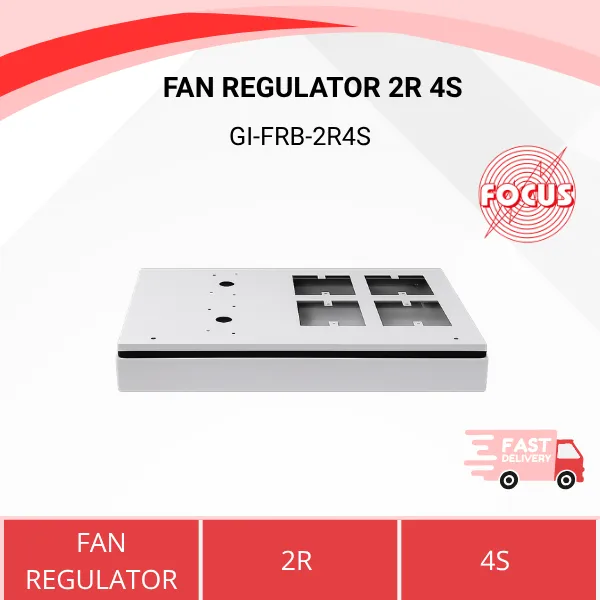 FAN REGULATOR 2R 4S
GI-FRB-2R4S
FOCUS
FAST
DELIVERY
FAN
REGULATOR
2R
4S